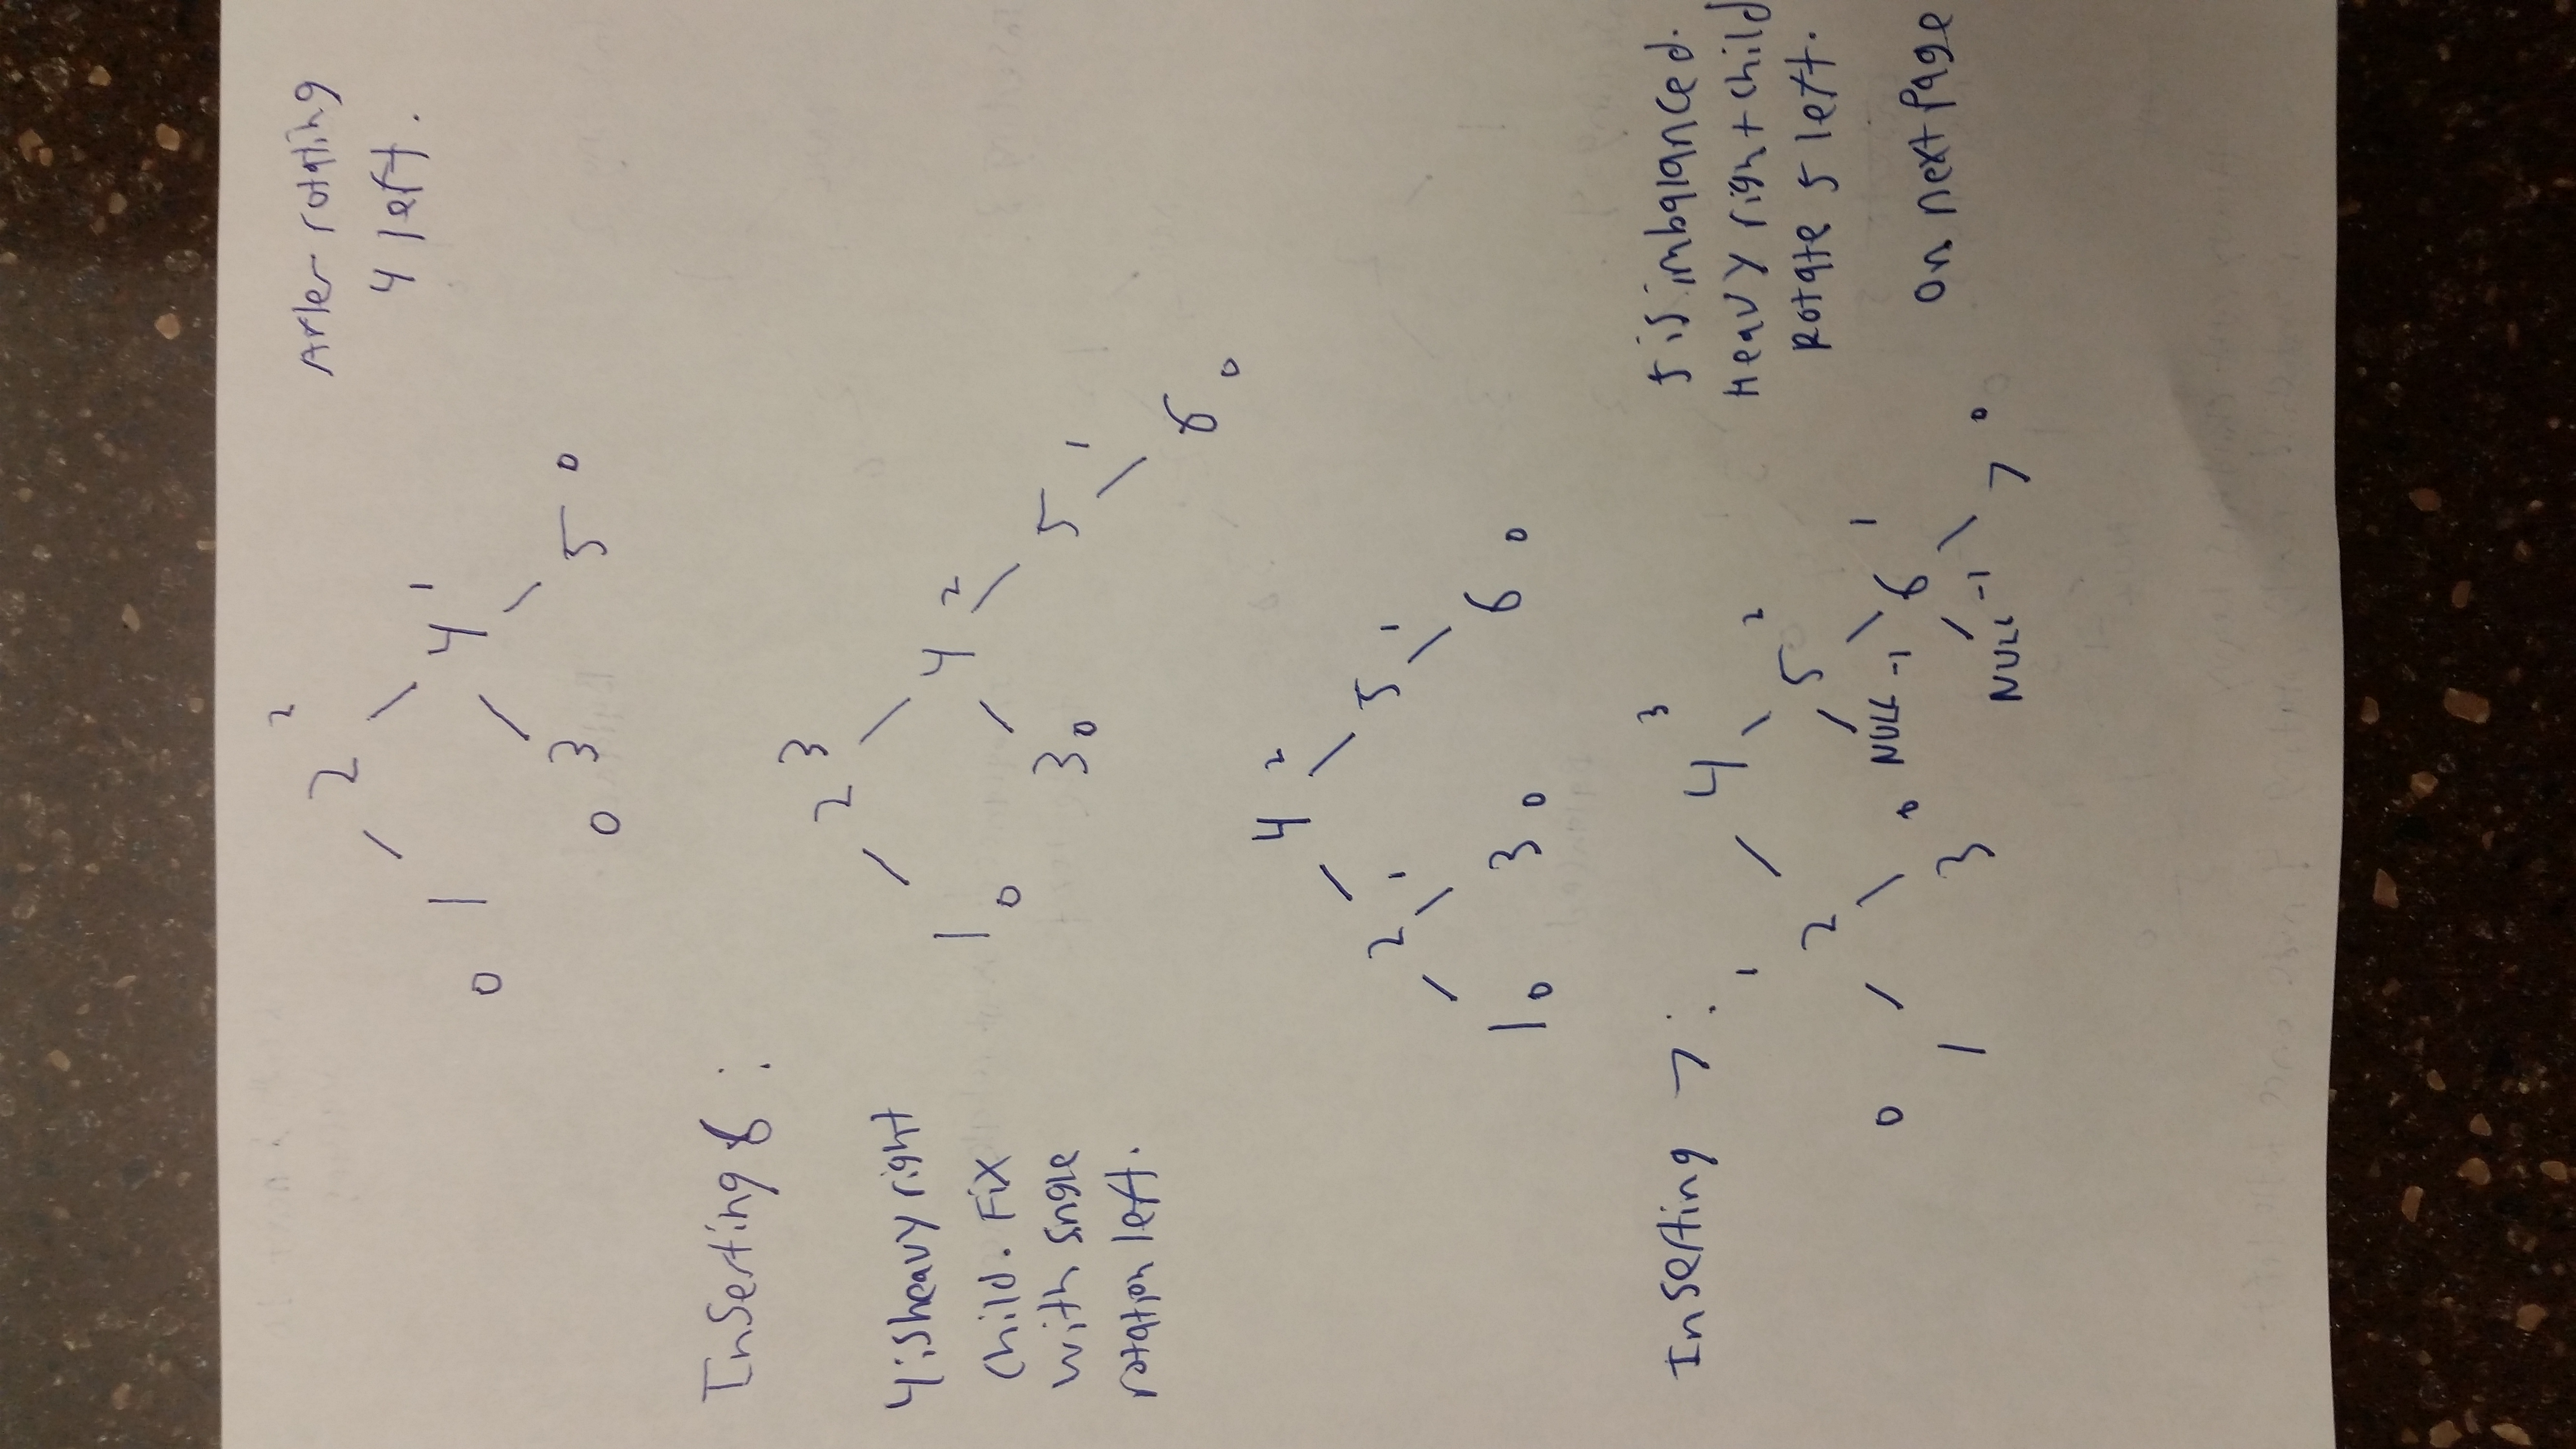 2 2
After rotating
4 left.
1 0
4 1
3 0
5 0
Inserting 6:
2 3
4 is heavy right
child. Fix
with single
rotation left.
1 0
4 2
3 0
5 1
6 0
4 2
2 1
5 1
1 0
3 0
6 0
Inserting 7:
4 3
5 is imbalanced.
Heavy right child
Rotate 5 left.
2 1
5 2
0
1
3
0
NULL -1
6 1
on next page
NULL -1
7 0